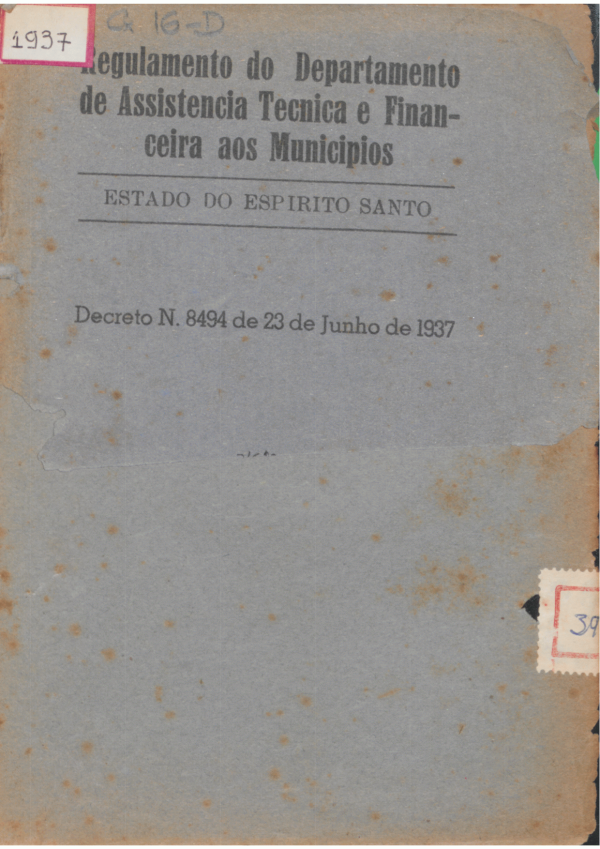 G 16-D
1937
Regulamento do Departamento
de Assistencia Tecnica e Finan-
ceira aos Municipios
ESTADO DO ESPIRITO SANTO
Decreto N. 8494 de 23 de Junho de 1937
39